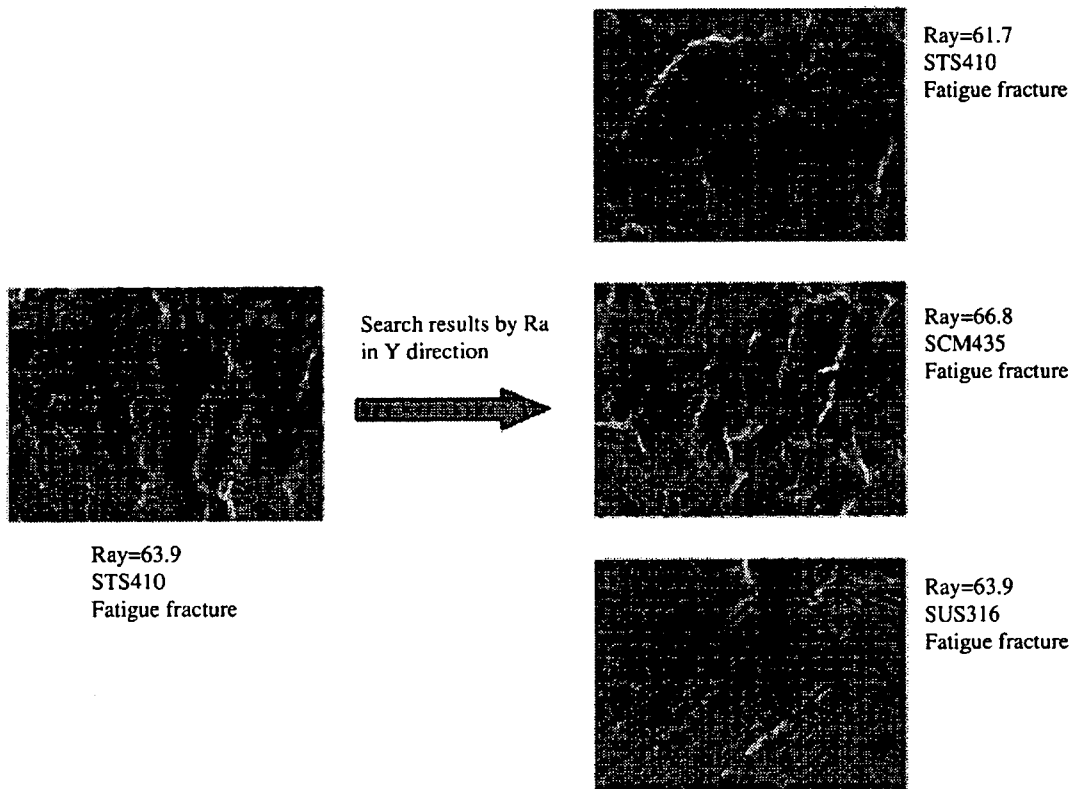 Ray=61.7
STS410
Fatigue fracture
Search results by Ra
in Y direction
Ray=66.8
SCM435
Fatigue fracture
Ray=63.9
STS410
Fatigue fracture
Ray=63.9
SUS316
Fatigue fracture